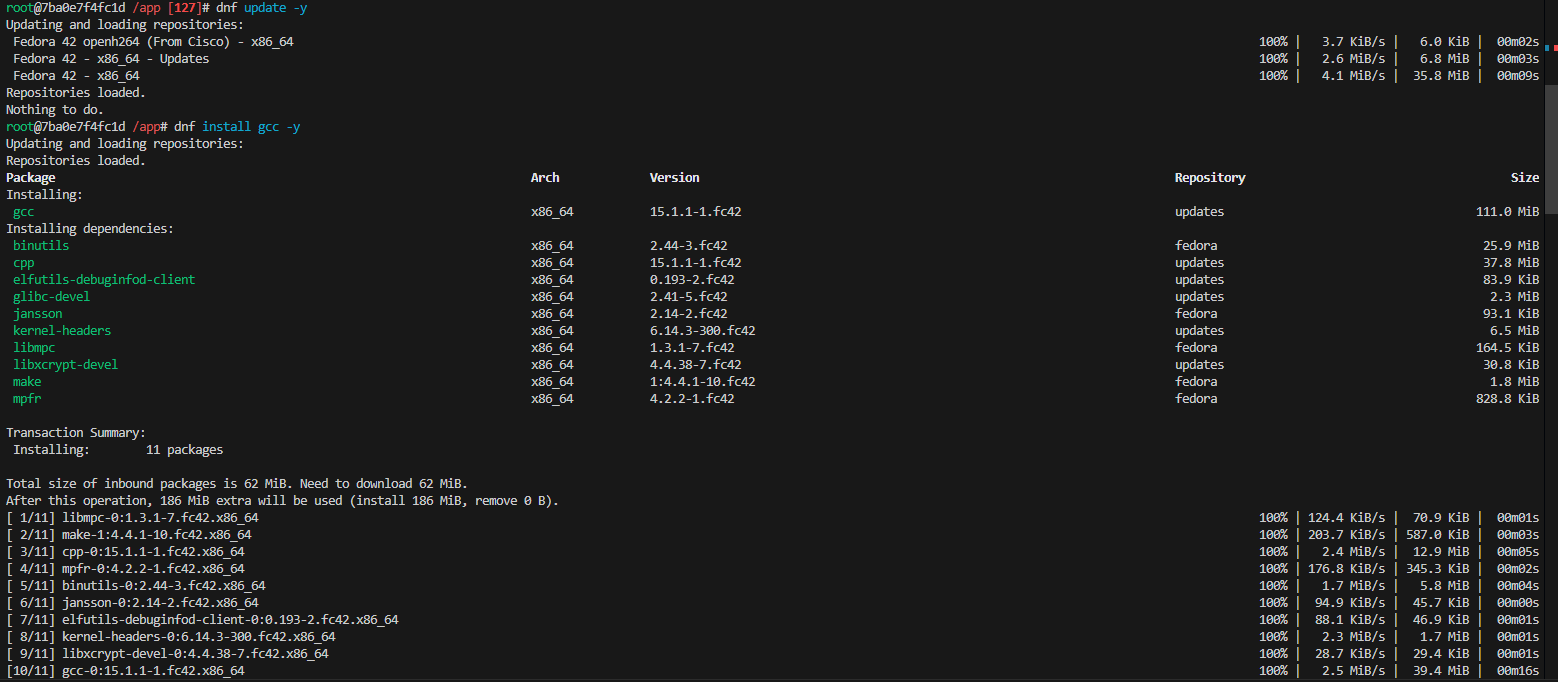 root@7ba0e7f4fc1d /app [127]# dnf update -y
Updating and loading repositories:
 Fedora 42 openh264 (From Cisco) - x86_64 100% | 3.7 KiB/s | 6.0 KiB | 00m02s
 Fedora 42 - x86_64 - Updates 100% | 2.6 MiB/s | 6.8 MiB | 00m03s
 Fedora 42 - x86_64 100% | 4.1 MiB/s | 35.8 MiB | 00m09s
Repositories loaded.
Nothing to do.
root@7ba0e7f4fc1d /app# dnf install gcc -y
Updating and loading repositories:
Repositories loaded.
Package Arch Version Repository Size
Installing:
 gcc x86_64 15.1.1-1.fc42 updates 111.0 MiB
Installing dependencies:
 binutils x86_64 2.44-3.fc42 fedora 25.9 MiB
 cpp x86_64 15.1.1-1.fc42 updates 37.8 MiB
 elfutils-debuginfod-client x86_64 0.193-2.fc42 updates 83.9 KiB
 glibc-devel x86_64 2.41-5.fc42 updates 2.3 MiB
 jansson x86_64 2.14-2.fc42 fedora 93.1 KiB
 kernel-headers x86_64 6.14.3-300.fc42 updates 6.5 MiB
 libmpc x86_64 1.3.1-7.fc42 fedora 164.5 KiB
 libxcrypt-devel x86_64 4.4.38-7.fc42 updates 30.8 KiB
 make x86_64 1:4.4.1-10.fc42 fedora 1.8 MiB
 mpfr x86_64 4.2.2-1.fc42 fedora 828.8 KiB
Transaction Summary:
 Installing: 11 packages
Total size of inbound packages is 62 MiB. Need to download 62 MiB.
After this operation, 186 MiB extra will be used (install 186 MiB, remove 0 B).
[ 1/11] libmpc-0:1.3.1-7.fc42.x86_64 100% | 124.4 KiB/s | 70.9 KiB | 00m01s
[ 2/11] make-1:4.4.1-10.fc42.x86_64 100% | 203.7 KiB/s | 587.0 KiB | 00m03s
[ 3/11] cpp-0:15.1.1-1.fc42.x86_64 100% | 2.4 MiB/s | 12.9 MiB | 00m05s
[ 4/11] mpfr-0:4.2.2-1.fc42.x86_64 100% | 176.8 KiB/s | 345.3 KiB | 00m02s
[ 5/11] binutils-0:2.44-3.fc42.x86_64 100% | 1.7 MiB/s | 5.8 MiB | 00m04s
[ 6/11] jansson-0:2.14-2.fc42.x86_64 100% | 94.9 KiB/s | 45.7 KiB | 00m00s
[ 7/11] elfutils-debuginfod-client-0:0.193-2.fc42.x86_64 100% | 88.1 KiB/s | 46.9 KiB | 00m01s
[ 8/11] kernel-headers-0:6.14.3-300.fc42.x86_64 100% | 2.3 MiB/s | 1.7 MiB | 00m01s
[ 9/11] libxcrypt-devel-0:4.4.38-7.fc42.x86_64 100% | 28.7 KiB/s | 29.4 KiB | 00m01s
[10/11] gcc-0:15.1.1-1.fc42.x86_64 100% | 2.5 MiB/s | 39.4 MiB | 00m16s